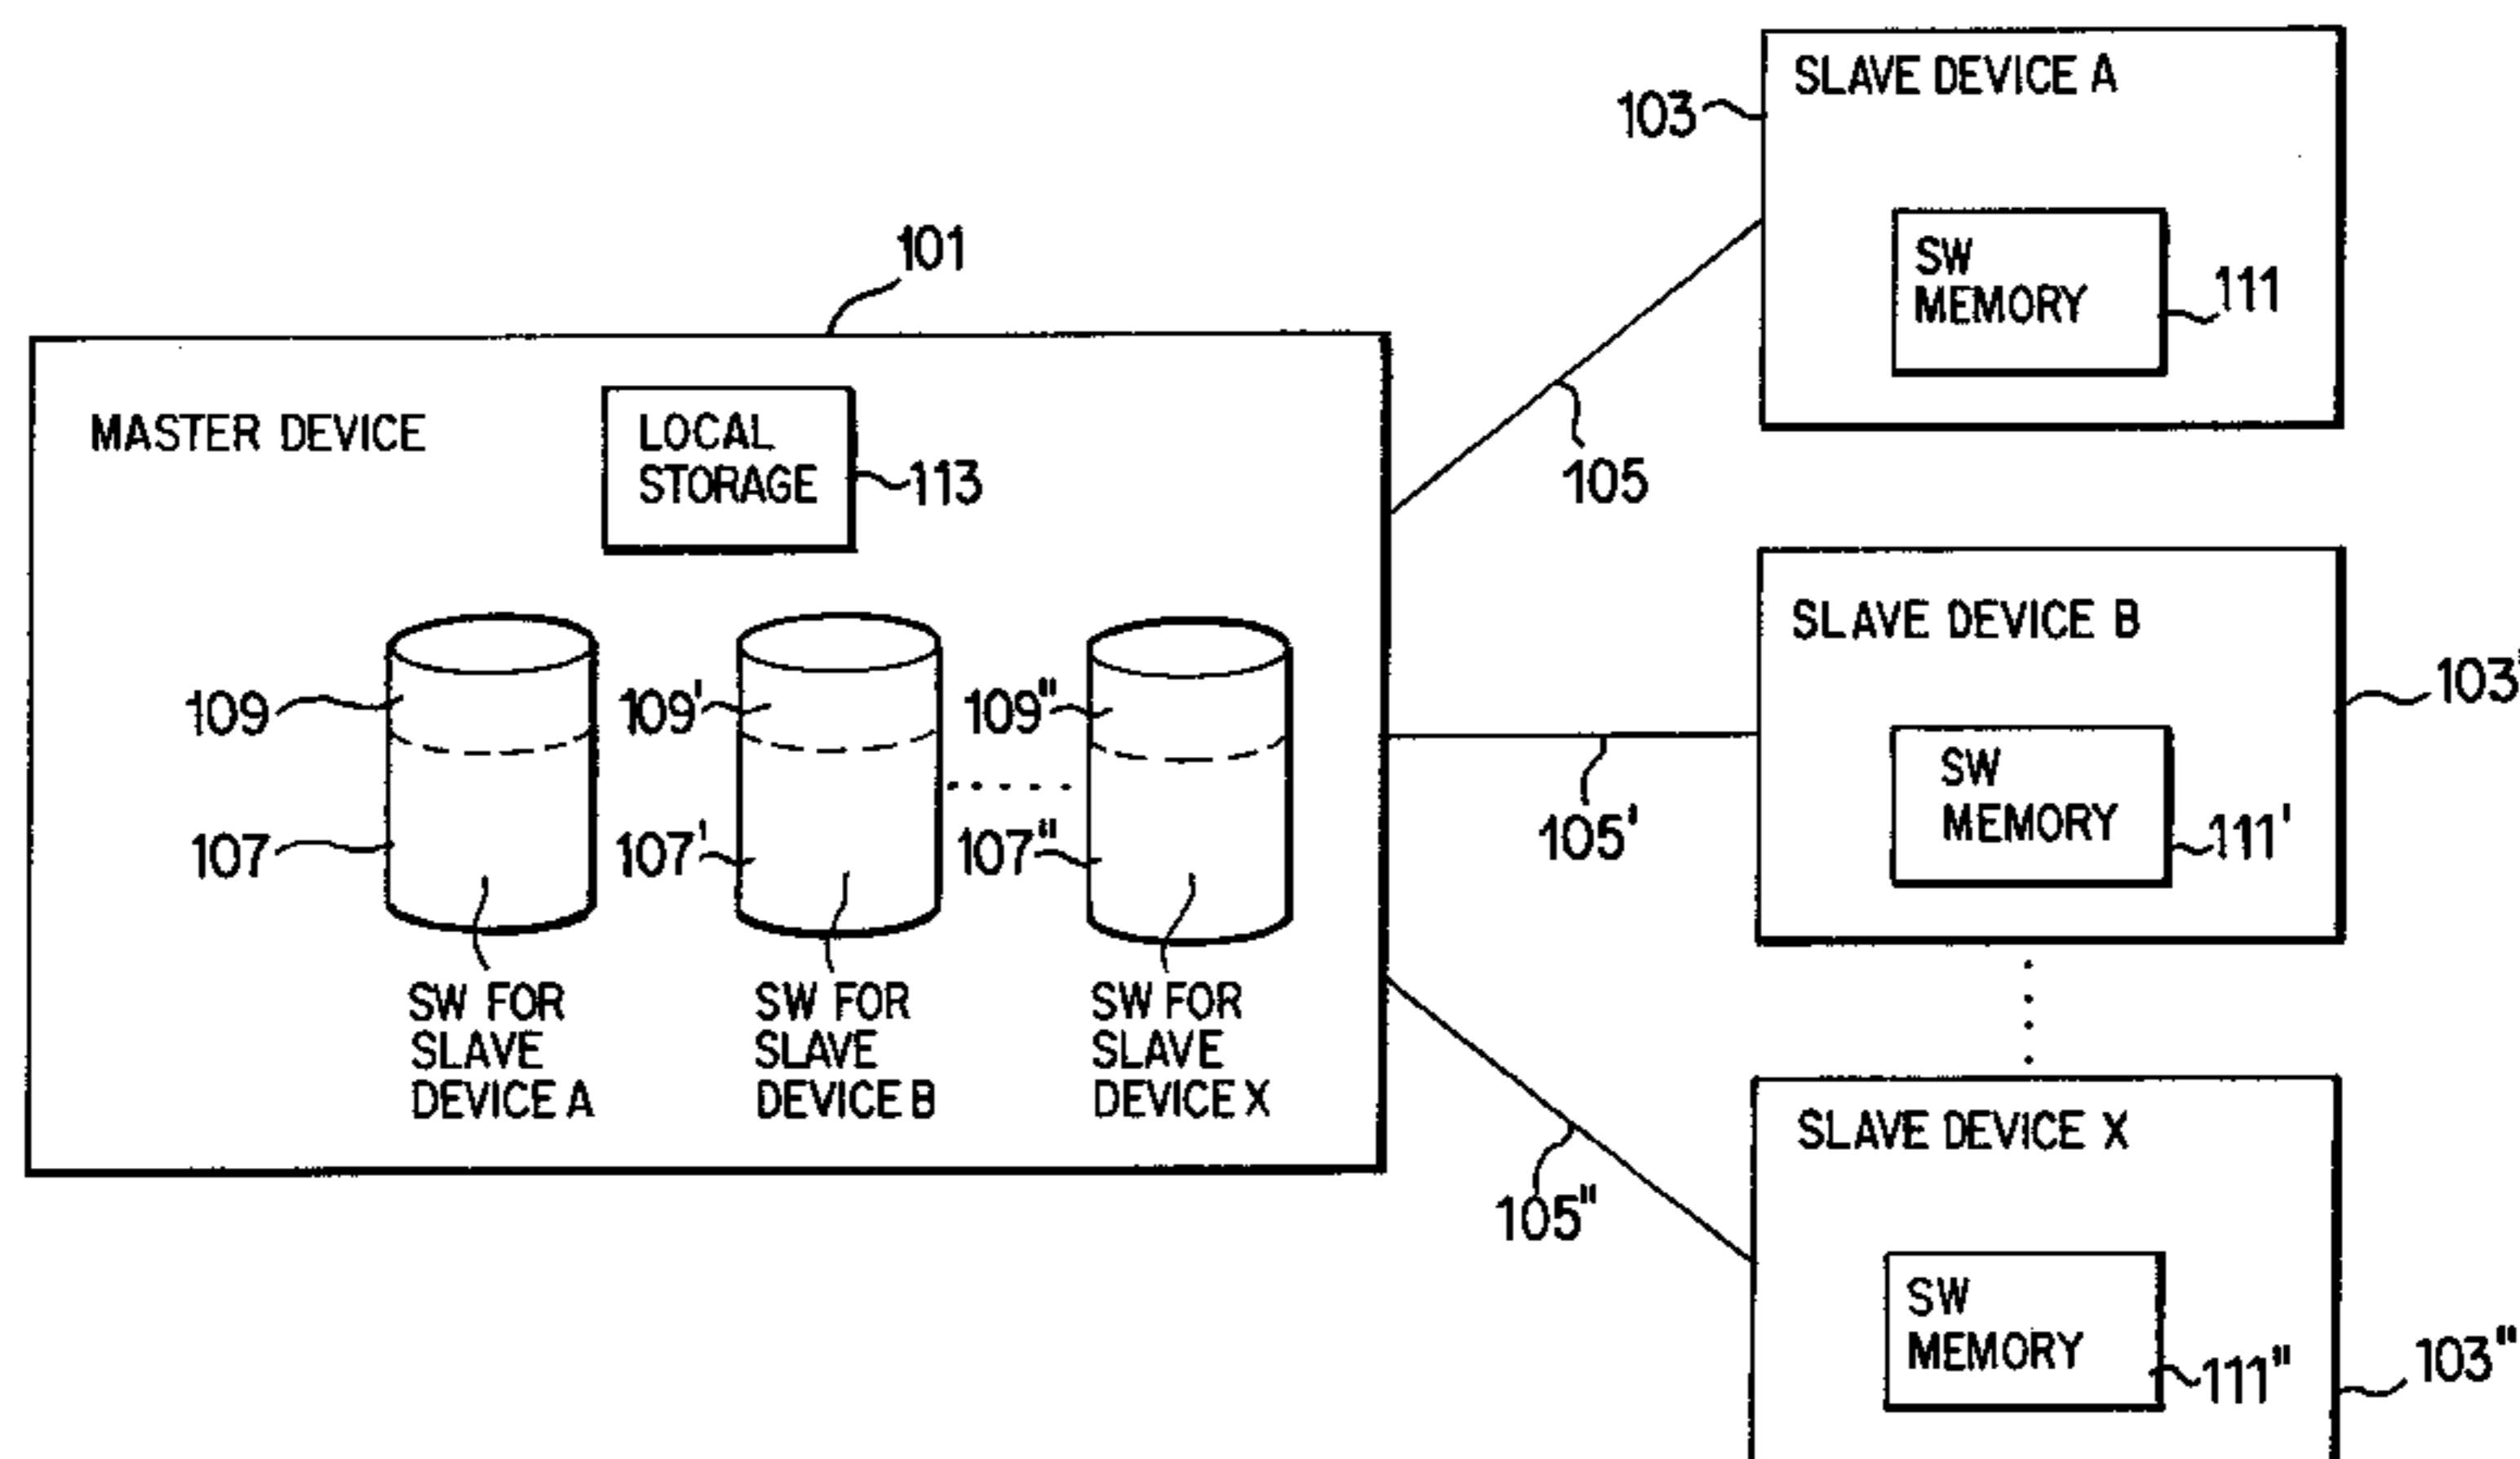 101
MASTER DEVICE
LOCAL
STORAGE
113
109
109'
109"
107
107'
107"
SW FOR
SLAVE
DEVICE A
SW FOR
SLAVE
DEVICE B
SW FOR
SLAVE
DEVICE X
105
105'
105"
SLAVE DEVICE A
103
SW
MEMORY
111
SLAVE DEVICE B
103'
SW
MEMORY
111'
SLAVE DEVICE X
SW
MEMORY
111"
103"